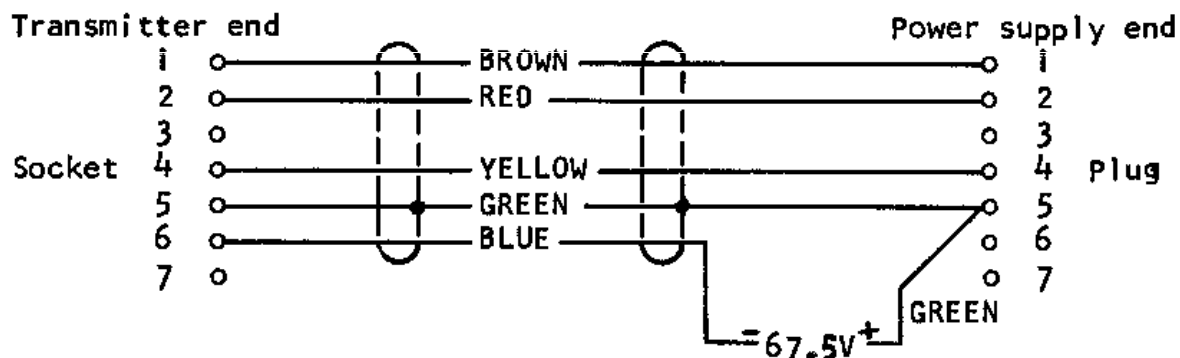 Transmitter end Power supply end
1 BROWN 1
2 RED 2
3 3
Socket 4 YELLOW 4 Plug
5 GREEN 5
6 BLUE 6
7 7
GREEN
- 67.5V +